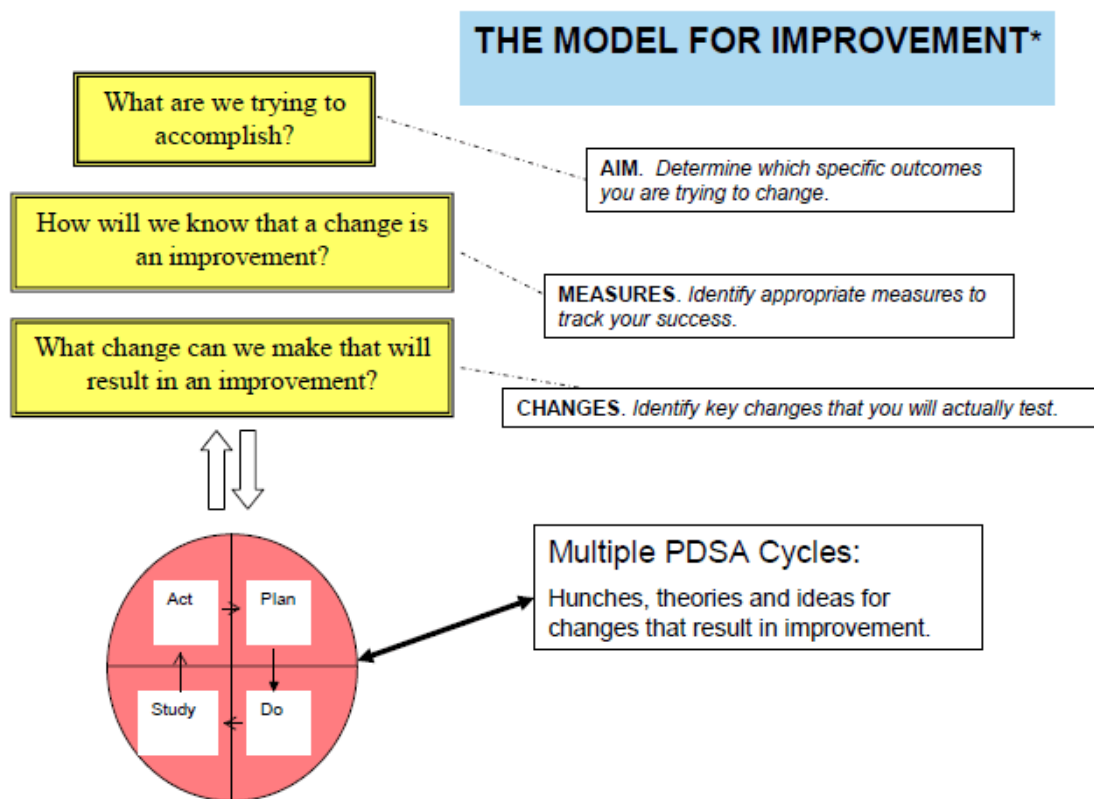 THE MODEL FOR IMPROVEMENT*
What are we trying to
accomplish?
AIM. Determine which specific outcomes
you are trying to change.
How will we know that a change is
an improvement?
MEASURES. Identify appropriate measures to
track your success.
What change can we make that will
result in an improvement?
CHANGES. Identify key changes that you will actually test.
Multiple PDSA Cycles:
Hunches, theories and ideas for
changes that result in improvement.
Act
Plan
Study
Do